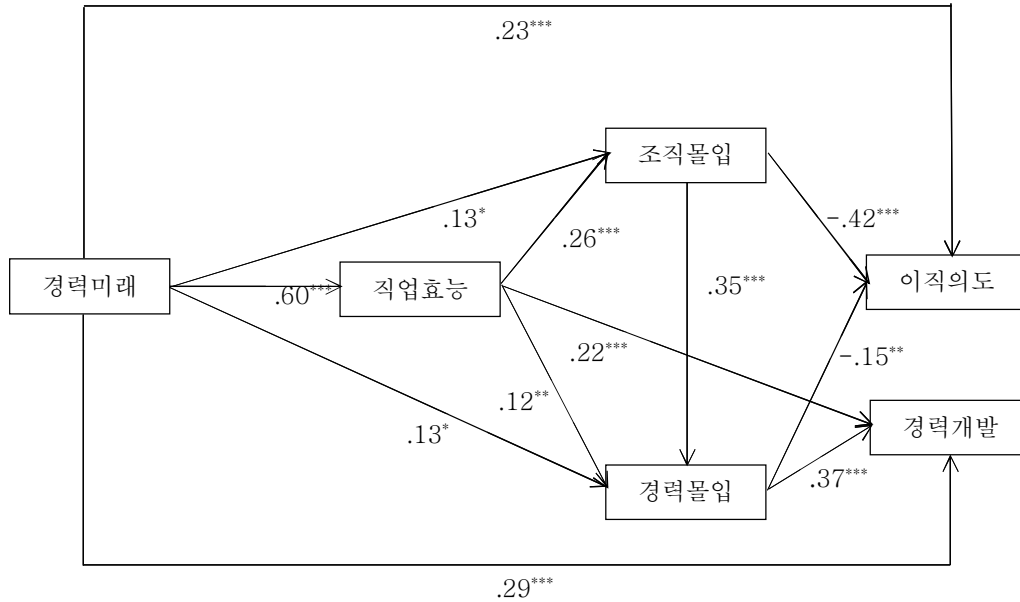 .23***
조직몰입
.13*
.26***
-.42***
경력미래
.60***
직업효능
.35***
이직의도
.22***
-.15**
.12**
.13*
경력개발
경력몰입
.37***
.29***